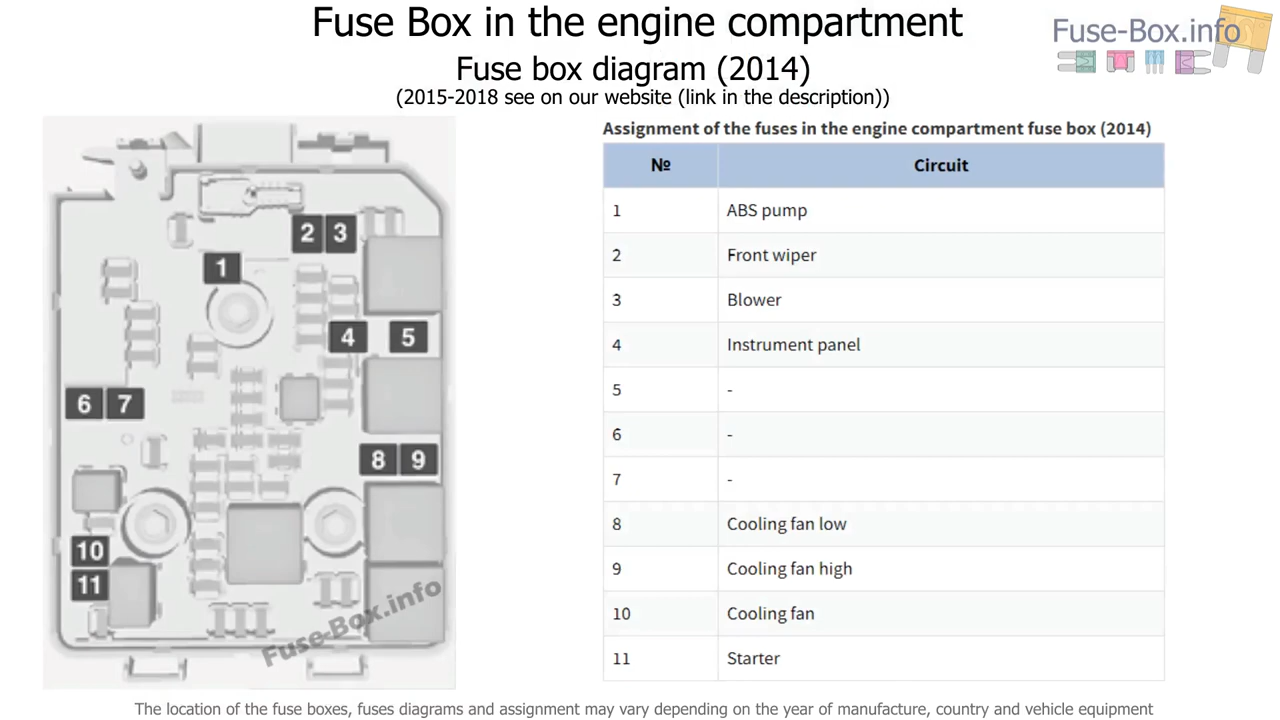 Fuse Box in the engine compartment
Fuse box diagram (2014)
(2015-2018 see on our website (link in the description))
Fuse-Box.info
Assignment of the fuses in the engine compartment fuse box (2014)
№ Circuit
1 ABS pump
2 Front wiper
3 Blower
4 Instrument panel
5 -
6 -
7 -
8 Cooling fan low
9 Cooling fan high
10 Cooling fan
11 Starter
2 3
1
4 5
6 7
8 9
10
11
Fuse-Box.info
The location of the fuse boxes, fuses diagrams and assignment may vary depending on the year of manufacture, country and vehicle equipment